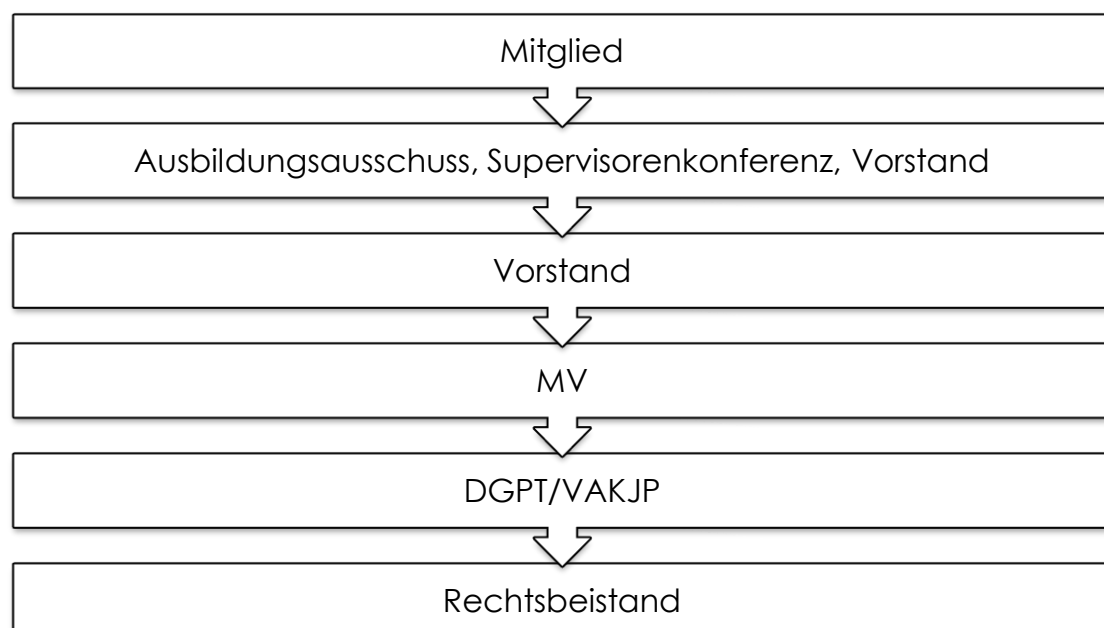 Mitglied
Ausbildungsausschuss, Supervisorenkonferenz, Vorstand
Vorstand
MV
DGPT/VAKJP
Rechtsbeistand